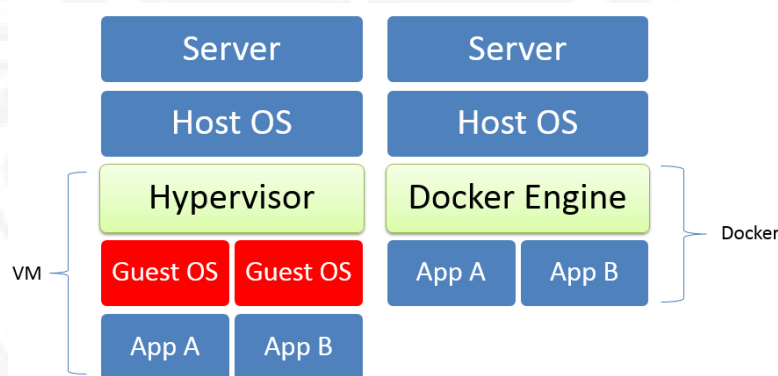 Server
Server
Host OS
Host OS
Hypervisor
Docker Engine
VM
Guest OS
Guest OS
App A
App B
Docker
App A
App B